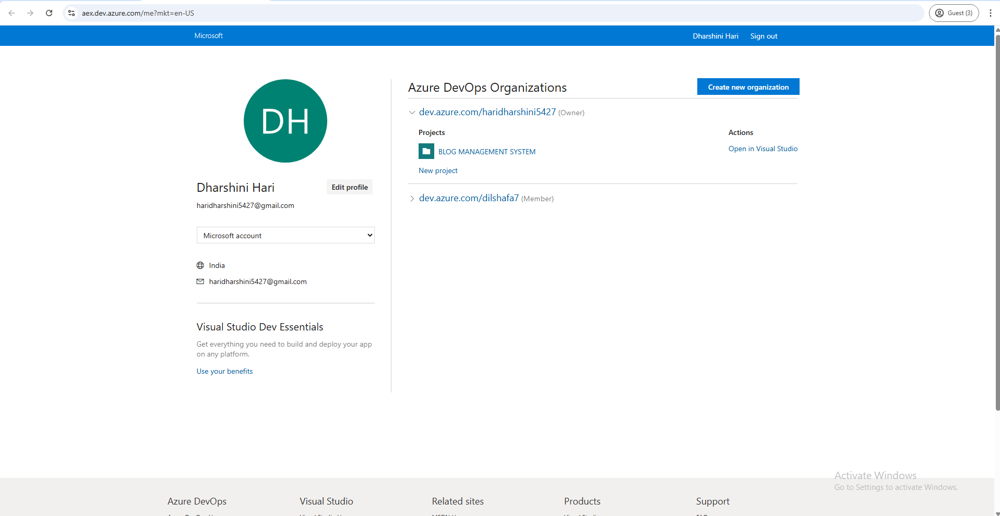 aex.dev.azure.com/me?mkt=en-US
Guest (3)
Microsoft
Dharshini Hari
Sign out
DH
Dharshini Hari
Edit profile
haridharshini5427@gmail.com
Microsoft account
India
haridharshini5427@gmail.com
Visual Studio Dev Essentials
Get everything you need to build and deploy your app
on any platform.
Use your benefits
Azure DevOps Organizations
Create new organization
dev.azure.com/haridharshini5427 (Owner)
Projects
Actions
BLOG MANAGEMENT SYSTEM
Open in Visual Studio
New project
dev.azure.com/dilshafa7 (Member)
Activate Windows
Go to Settings to activate Windows.
Azure DevOps
Visual Studio
Related sites
Products
Support